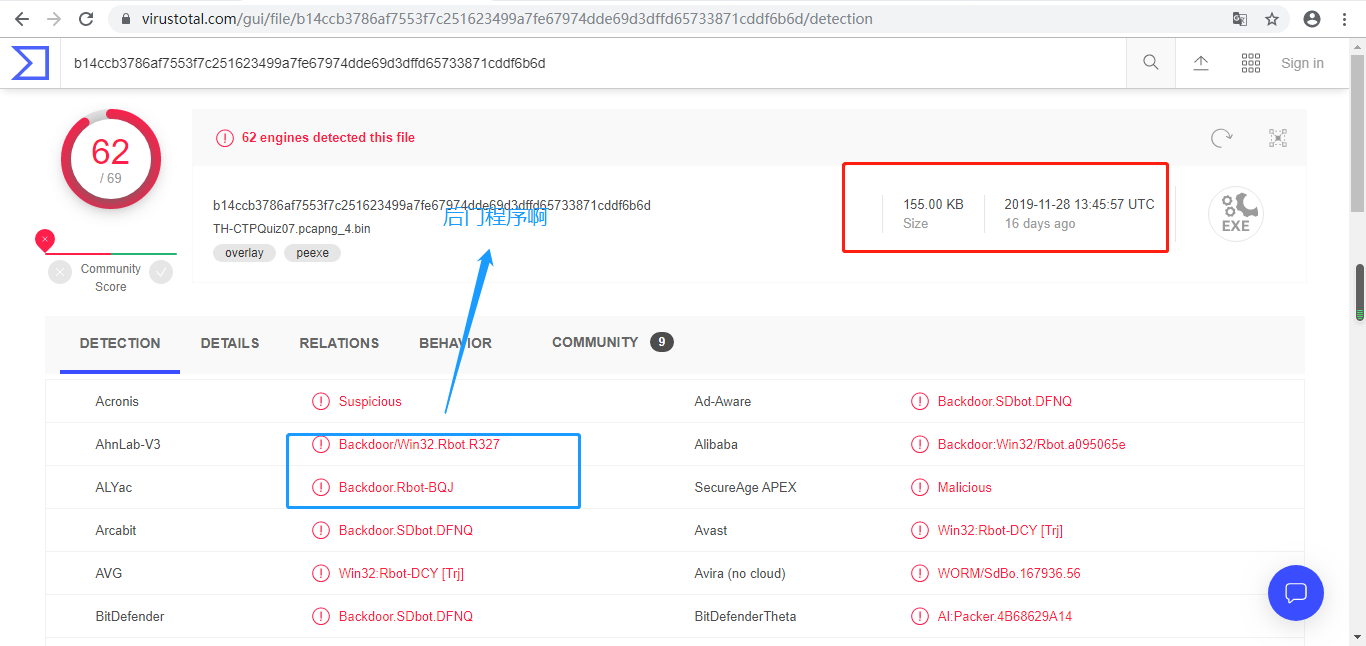 virustotal.com/gui/file/b14ccb3786af7553f7c251623499a7fe67974dde69d3dffd65733871cddf6b6d/detection
b14ccb3786af7553f7c251623499a7fe67974dde69d3dffd65733871cddf6b6d
Sign in
62
/ 69
62 engines detected this file
b14ccb3786af7553f7c251623499a7fe67974dde69d3dffd65733871cddf6b6d
后门程序啊
TH-CTPQuiz07.pcapng_4.bin
overlay peexe
155.00 KB
Size
2019-11-28 13:45:57 UTC
16 days ago
EXE
Community
Score
DETECTION DETAILS RELATIONS BEHAVIOR COMMUNITY 9
Acronis Suspicious Ad-Aware Backdoor.SDbot.DFNQ
AhnLab-V3 Backdoor/Win32.Rbot.R327 Alibaba Backdoor:Win32/Rbot.a095065e
ALYac Backdoor.Rbot-BQJ SecureAge APEX Malicious
Arcabit Backdoor.SDbot.DFNQ Avast Win32:Rbot-DCY [Trj]
AVG Win32:Rbot-DCY [Trj] Avira (no cloud) WORM/SdBo.167936.56
BitDefender Backdoor.SDbot.DFNQ BitDefenderTheta AI:Packer.4B68629A14